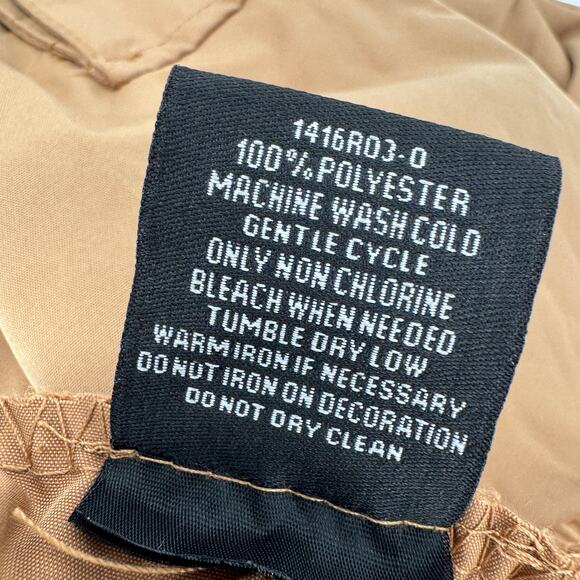 1416R03-0
100% POLYESTER
MACHINE WASH COLD
GENTLE CYCLE
ONLY NON CHLORINE
BLEACH WHEN NEEDED
TUMBLE DRY LOW
WARM IRON IF NECESSARY
DO NOT IRON ON DECORATION
DO NOT DRY CLEAN